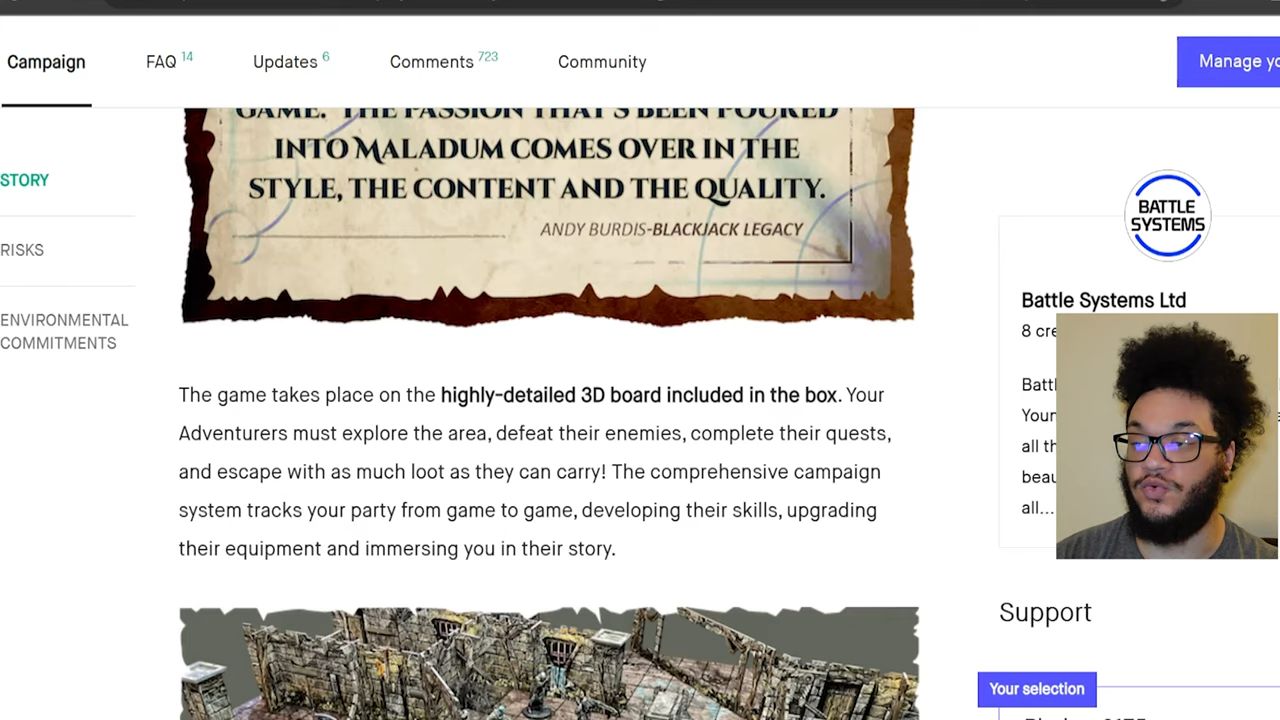 Campaign
FAQ 14
Updates 6
Comments 723
Community
Manage
STORY
RISKS
ENVIRONMENTAL
COMMITMENTS
GAME. THE PASSION THAT'S BEEN POURED
INTO MALADUM COMES OVER IN THE
STYLE, THE CONTENT AND THE QUALITY.
ANDY BURDIS-BLACKJACK LEGACY
The game takes place on the highly-detailed 3D board included in the box. Your
Adventurers must explore the area, defeat their enemies, complete their quests,
and escape with as much loot as they can carry! The comprehensive campaign
system tracks your party from game to game, developing their skills, upgrading
their equipment and immersing you in their story.
BATTLE
SYSTEMS
Battle Systems Ltd
8
all
all...
Support
Your selection